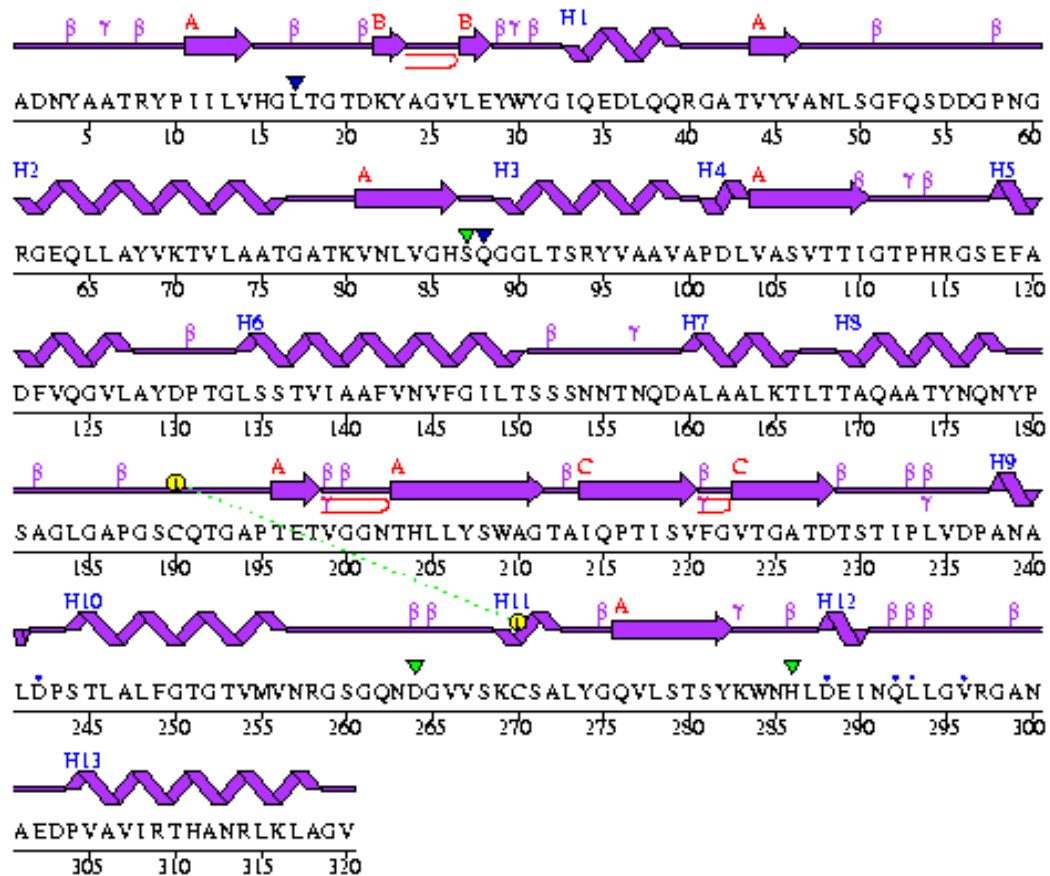 β γ β A β β B B β γ β H1 A β β
ADNYAATRYPIILVHGLTGTDKYAGVLEYWYGIQEDLQQRGATVYVANLSGFQSDDGPNG
5 10 15 20 25 30 35 40 45 50 55 60
H2 A H3 H4 A β γ β H5
RGEQLLAYVKTVLAATGATKVNLVGHSQGGLTSRYVAAVAPDLVASVTTIGTPHRGSEFA
65 70 75 80 85 90 95 100 105 110 115 120
β H6 β γ H7 H8
DFVQGVLAYDPTGLSSTVIAAFVNVFGILTSSSNNTNQDALAALKTLTTAQAATYNQNYP
125 130 135 140 145 150 155 160 165 170 175 180
β β 1 A β β A β C β C β β β H9
γ γ γ
SAGLGAPGSCQTGAPTETVGGNTHLLYSWAGTAIQPTISVFGVTGATDTSTIPLVDPANA
185 190 195 200 205 210 215 220 225 230 235 240
H10 β β H11 1 β A γ β H12 β β β β
LDPSTLALFGTGTVMVNRGSGQNDGVVSKCSALYGQVLSTSYKWNHLDEINQLLGVRGAN
245 250 255 260 265 270 275 280 285 290 295 300
H13
AEDPVAVIRTHANRLKLAGV
305 310 315 320